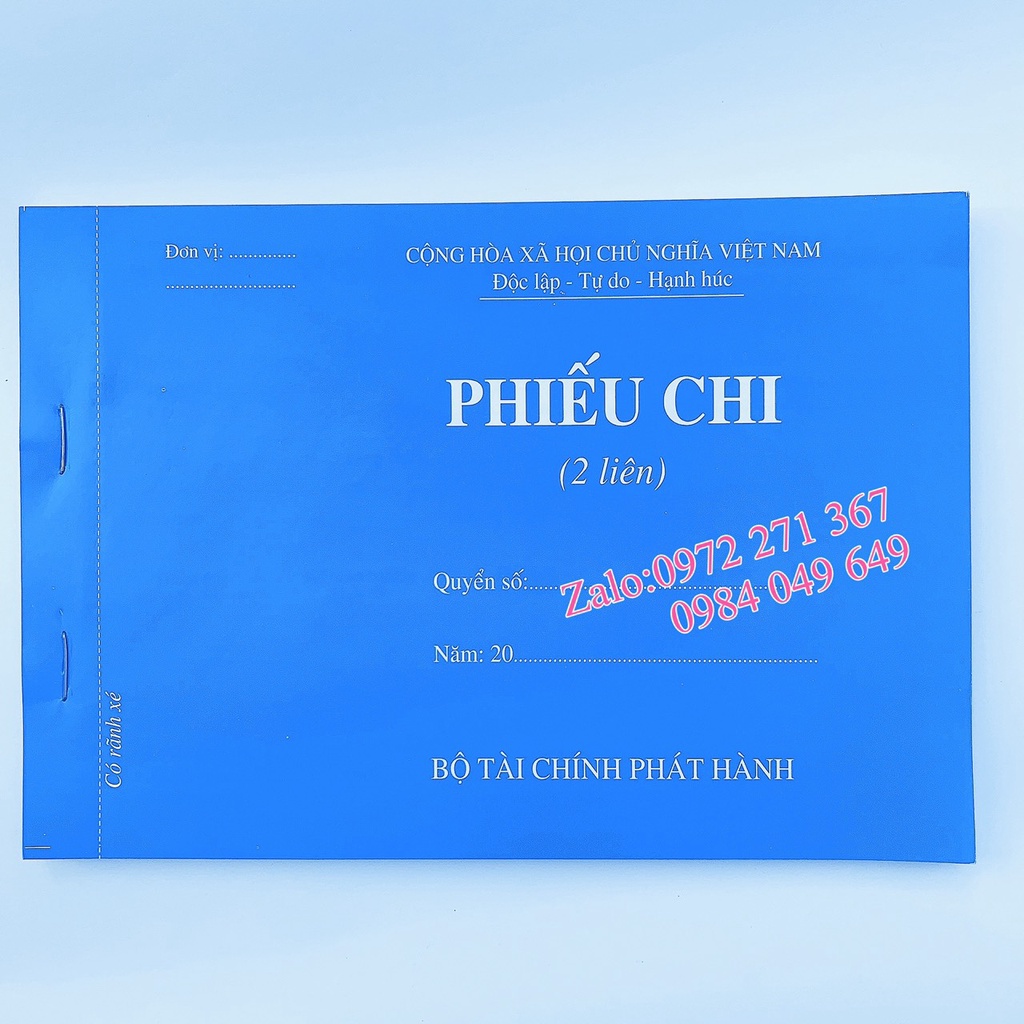 Đơn vị: ..............
...........................
CỘNG HÒA XÃ HỌI CHỦ NGHĨA VIỆT NAM
Độc lập - Tự do - Hạnh húc
PHIẾU CHI
(2 liên)
Quyển số:..........................................................
Zalo:0972 271 367
0984 049 649
Năm: 20..............................................................
BỘ TÀI CHÍNH PHÁT HÀNH
Có rãnh xé